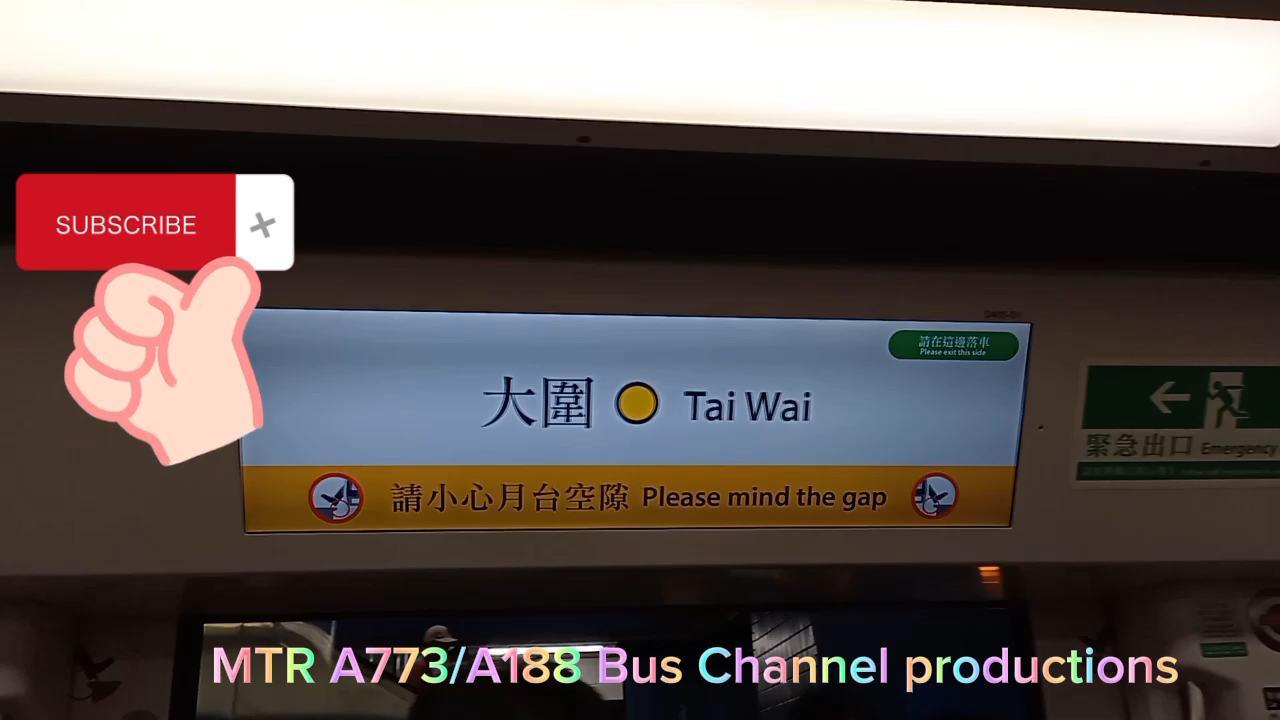 SUBSCRIBE
請在這邊落車
Please exit this side
大圍 Tai Wai
請小心月台空隙 Please mind the gap
緊急出口 Emergency
MTR A773/A188 Bus Channel productions